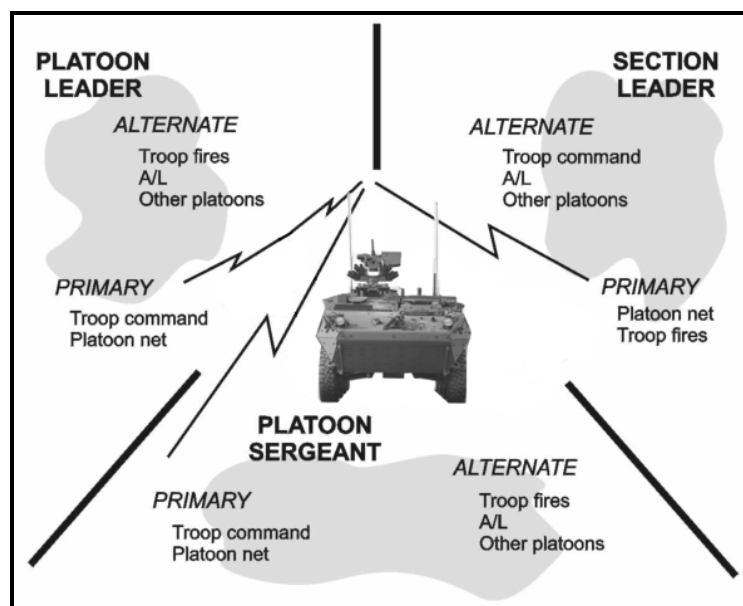 PLATOON
LEADER
ALTERNATE
Troop fires
A/L
Other platoons
PRIMARY
Troop command
Platoon net
SECTION
LEADER
ALTERNATE
Troop command
A/L
Other platoons
PRIMARY
Platoon net
Troop fires
PLATOON
SERGEANT
PRIMARY
Troop command
Platoon net
ALTERNATE
Troop fires
A/L
Other platoons